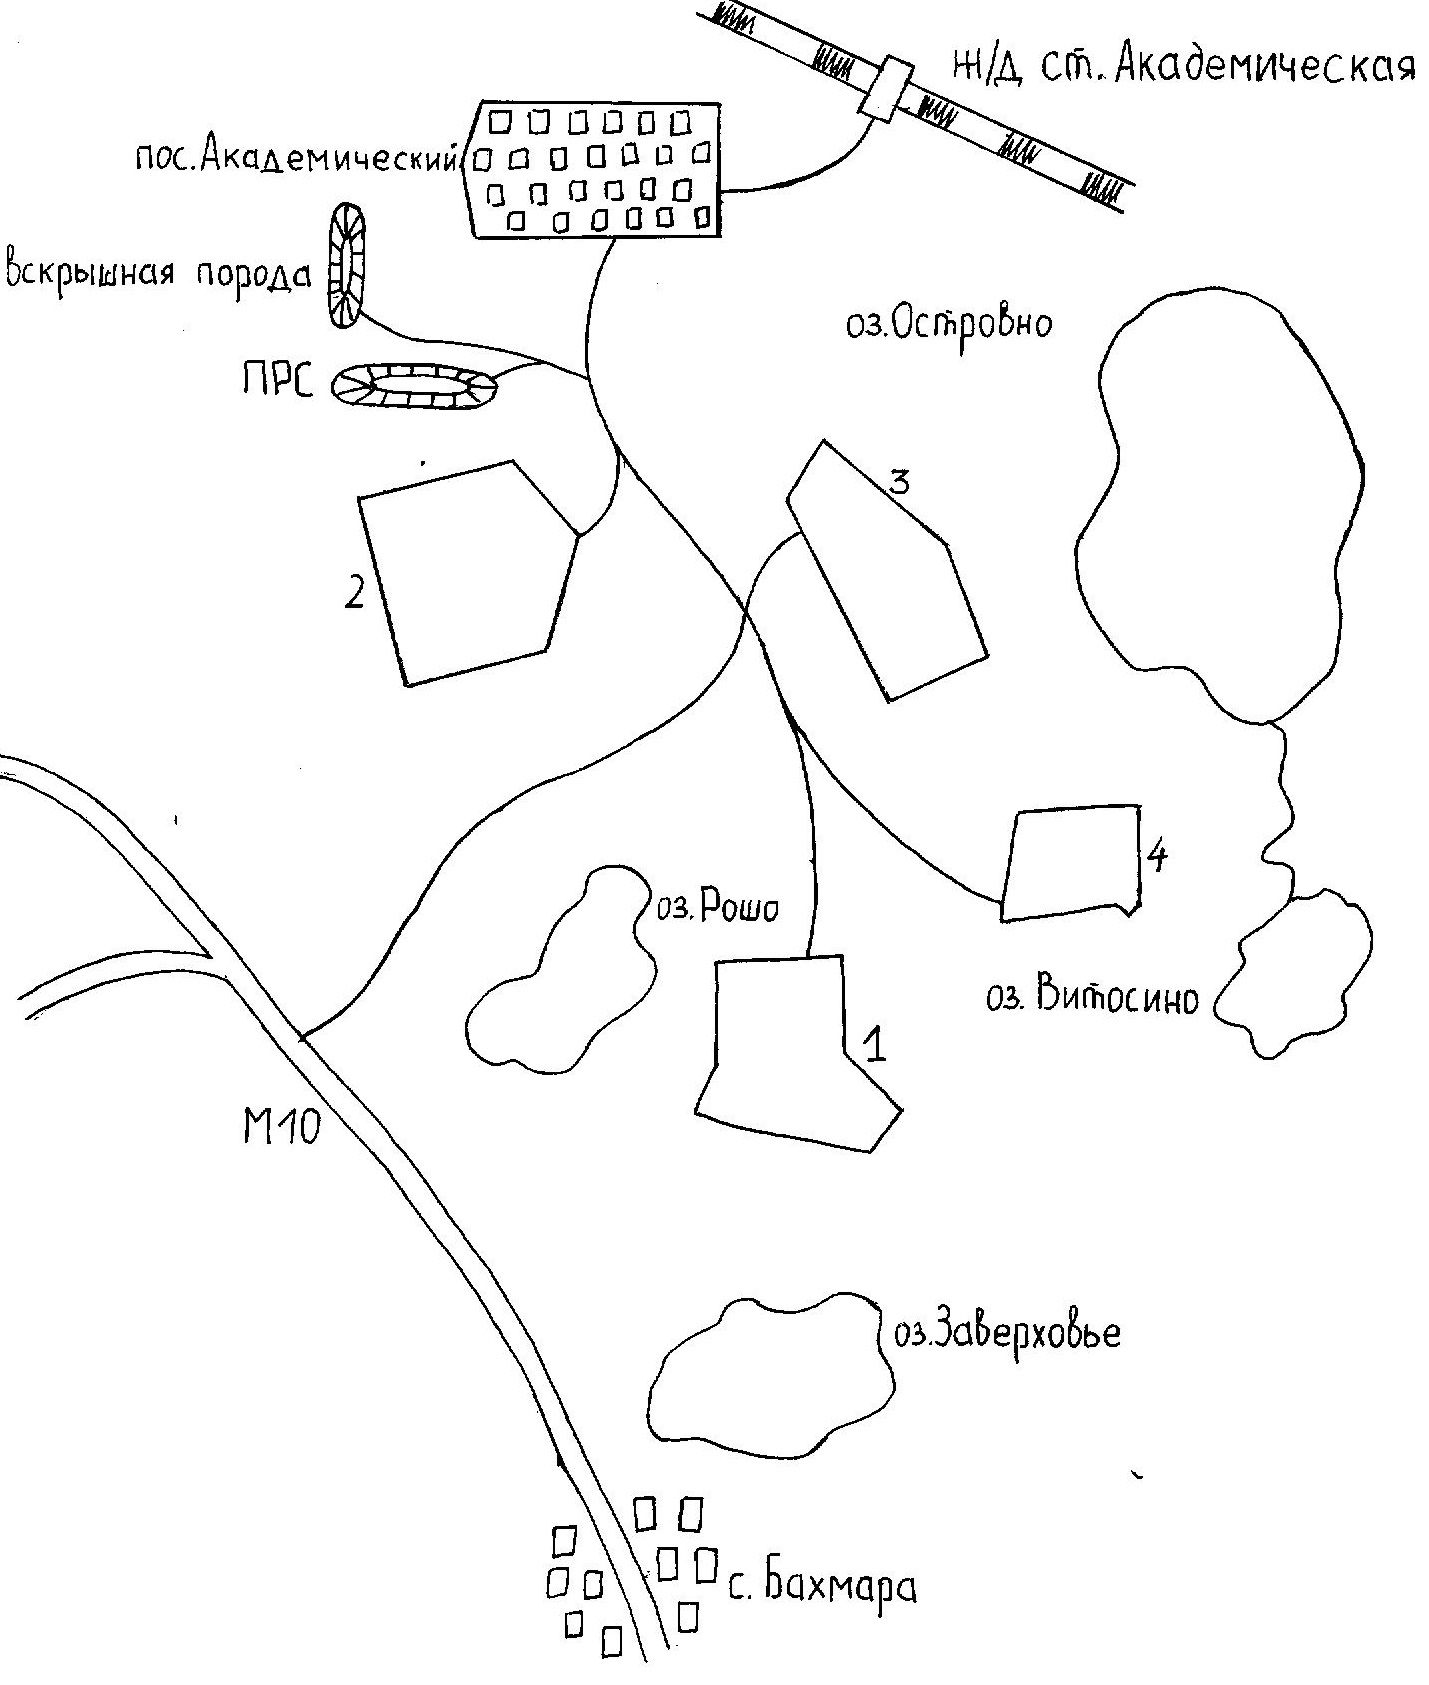 ж/д ст. Академическая
пос. Академический
вскрышная порода
оз. Островно
ПРС
3
2
4
оз. Рошо
оз. Витосино
1
М10
оз. Заверховье
с. Бахмара